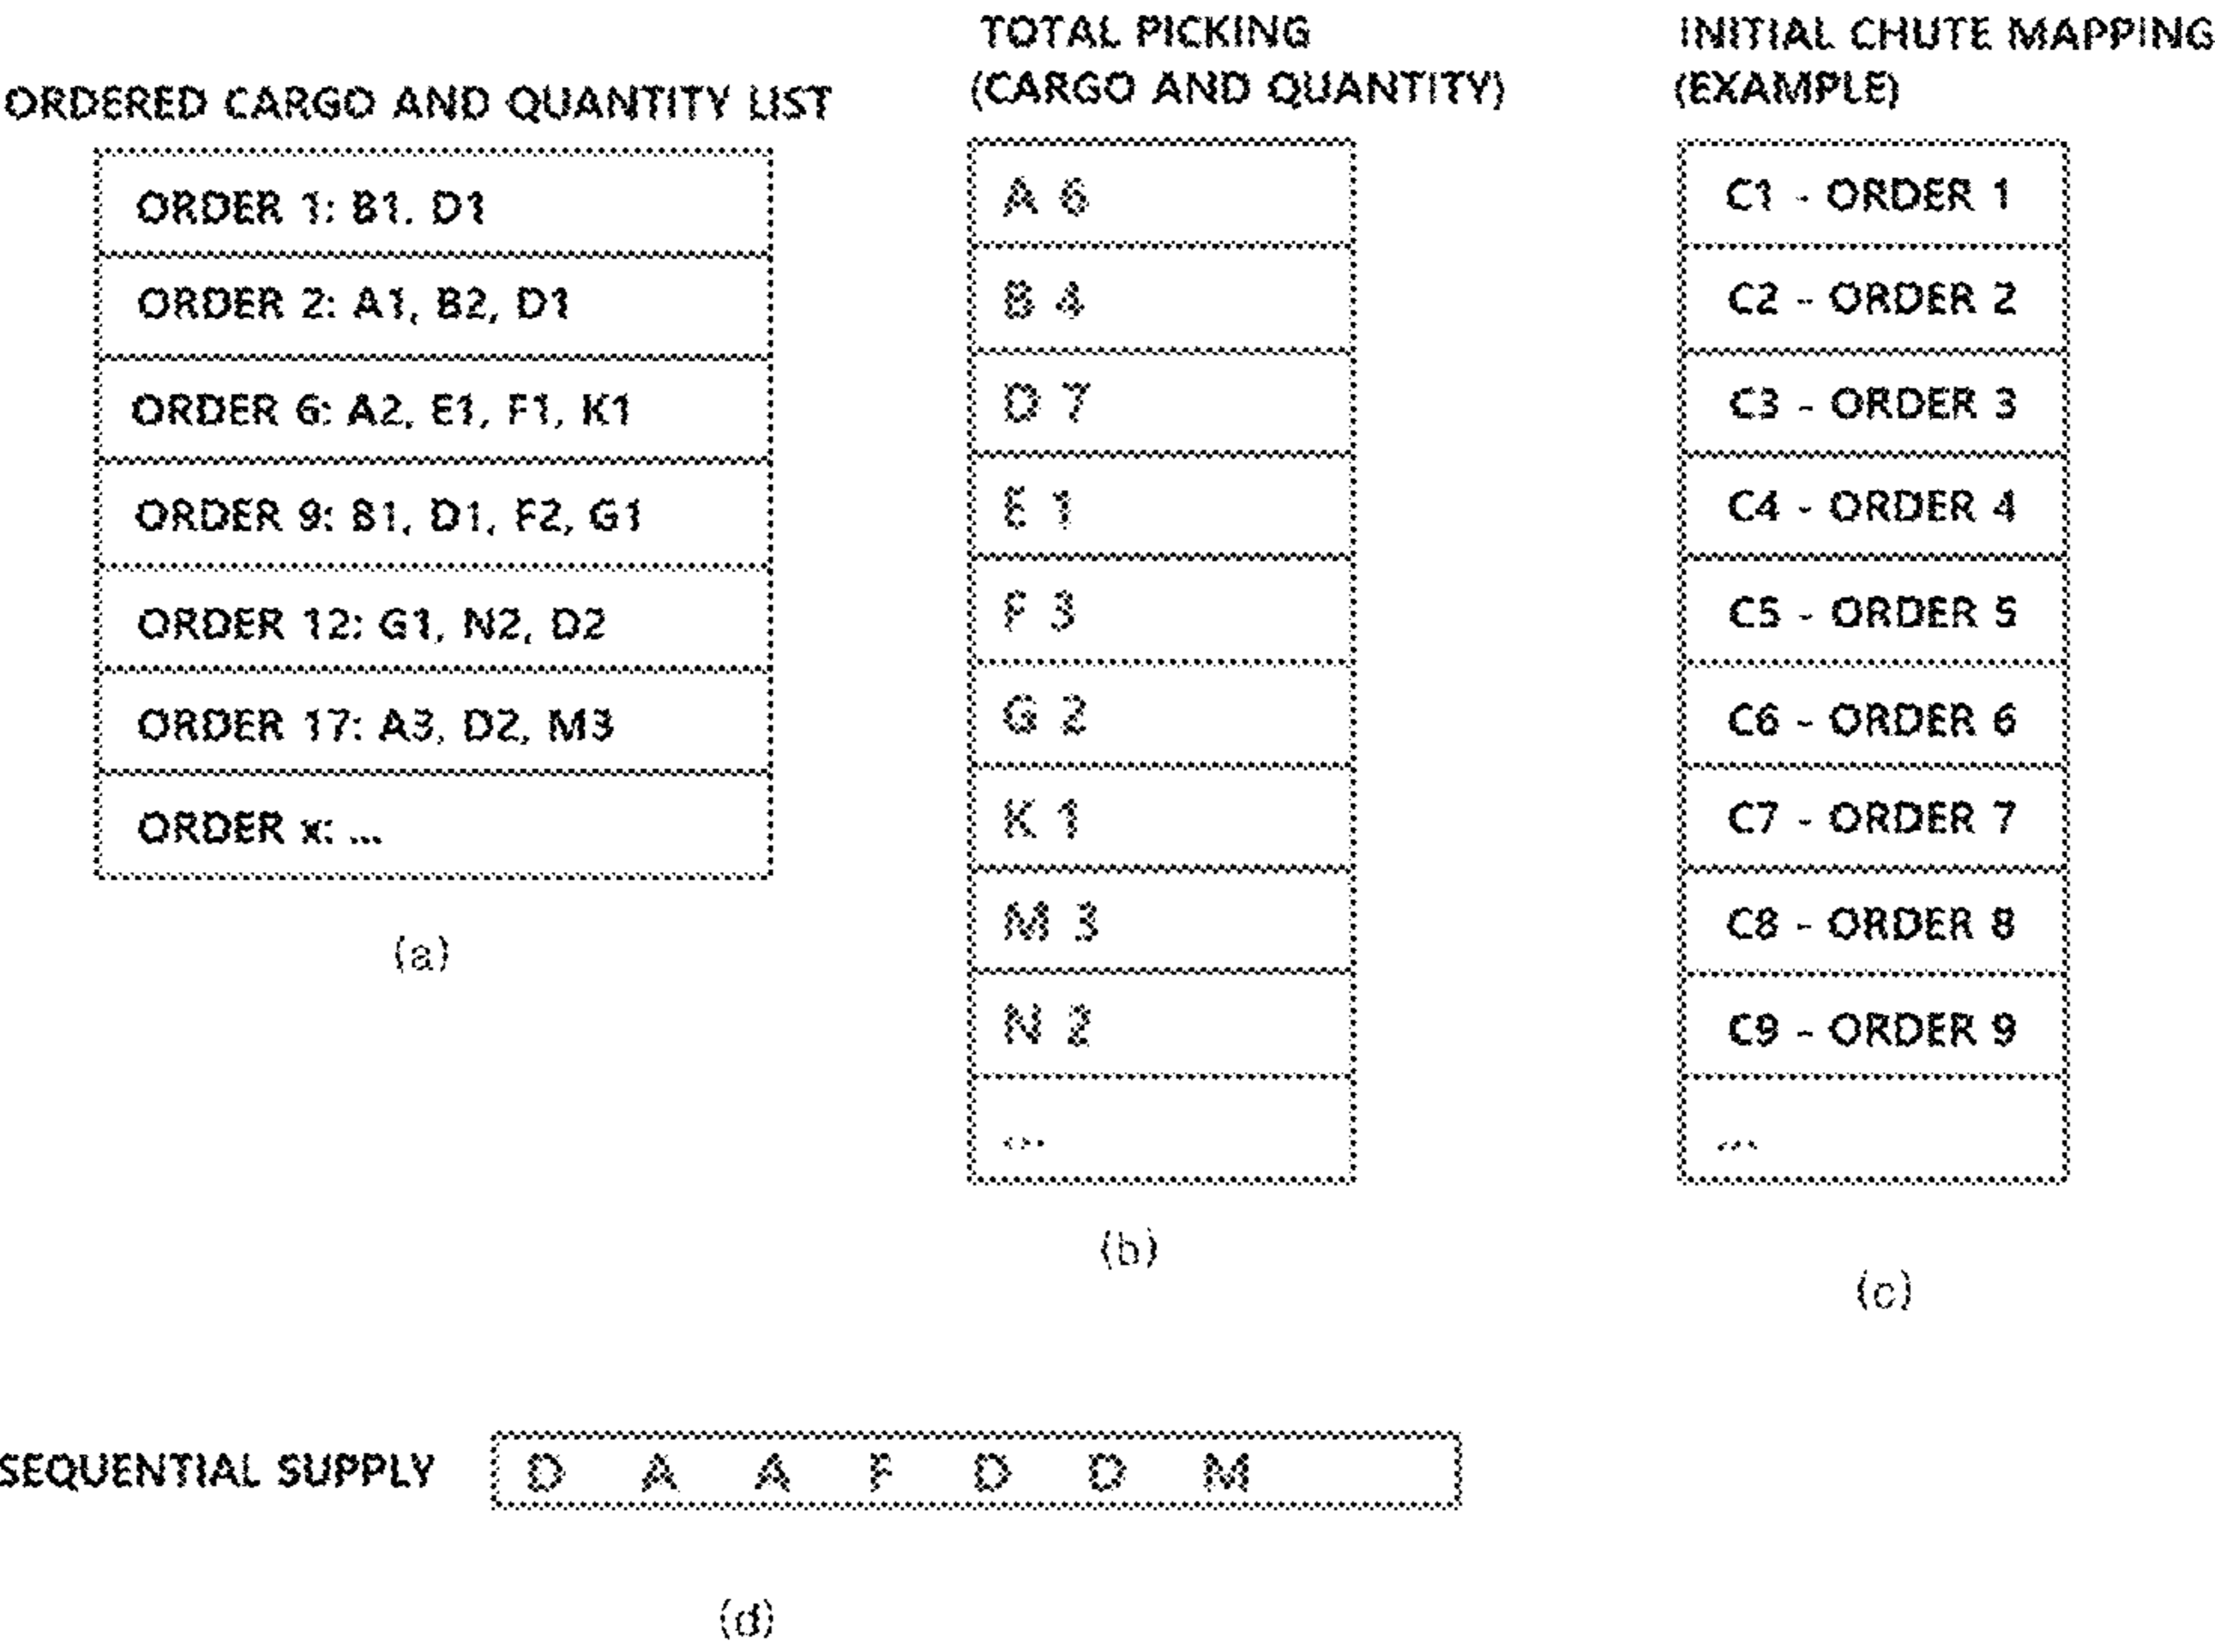 ORDERED CARGO AND QUANTITY LIST
ORDER 1: B1. D1
ORDER 2: A1, B2, D1
ORDER 6: A2, E1, F1, K1
ORDER 9: B1, D1, F2, G1
ORDER 12: G1, N2, D2
ORDER 17: A3, D2, M3
ORDER x: ...
(a)
TOTAL PICKING
(CARGO AND QUANTITY)
A 6
B 4
D 7
E 1
F 3
G 2
K 1
M 3
N 2
...
(b)
INITIAL CHUTE MAPPING
(EXAMPLE)
C1 - ORDER 1
C2 - ORDER 2
C3 - ORDER 3
C4 - ORDER 4
C5 - ORDER 5
C6 - ORDER 6
C7 - ORDER 7
C8 - ORDER 8
C9 - ORDER 9
...
(c)
SEQUENTIAL SUPPLY D A A F D D M
(d)